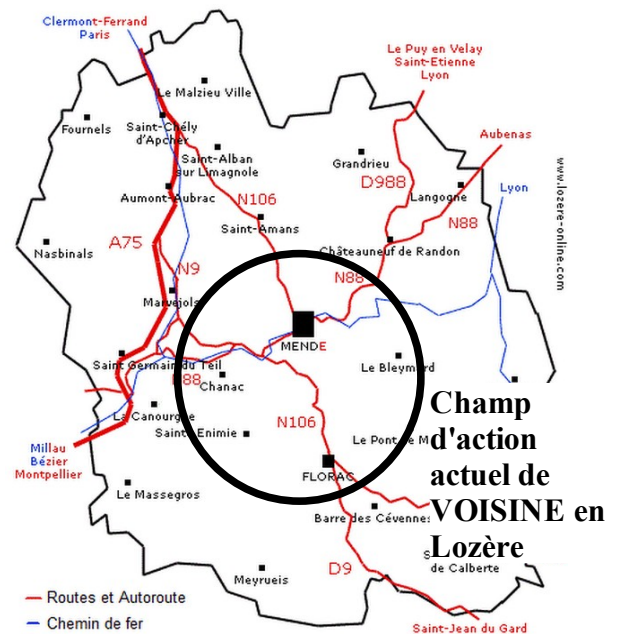 Clermont-Ferrand
Paris
Le Puy en Velay
Saint-Etienne
Lyon
Le Malzieu Ville
Fournels
Saint-Chély
d'Apcher
Aubenas
Saint-Alban
sur Limagnole
Grandrieu
D988
Langogne
Lyon
www.lozere-online.com
Aumont-Aubrac
N106
Saint-Amans
N88
A75
Nasbinals
Châteauneuf de Randon
N9
N88
Marvejols
MENDE
Saint Germain du Teil
Le Bleymard
N88
Chanac
La Canourgue
N106
Saint-Enimie
Le Pont de M
Champ
d'action
actuel de
VOISINE en
Lozère
Millau
Bézier
Montpellier
FLORAC
Le Massegros
Barre des Cévennes
de Calberte
Meyrueis
D9
Routes et Autoroute
Chemin de fer
Saint-Jean du Gard